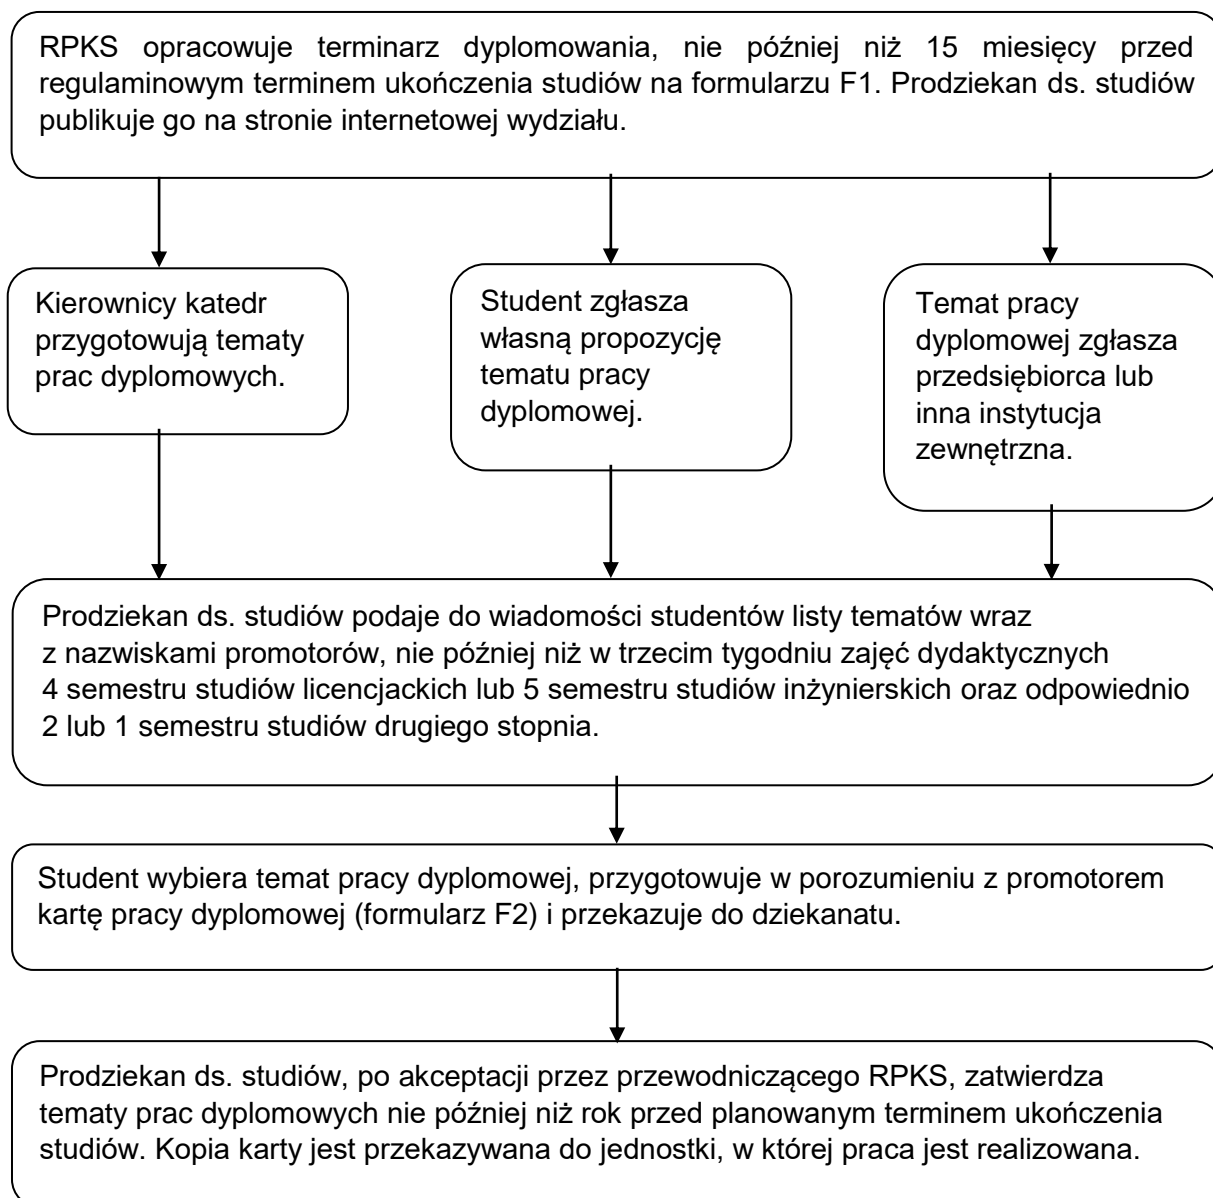 RPKS opracowuje terminarz dyplomowania, nie później niż 15 miesięcy przed
regulaminowym terminem ukończenia studiów na formularzu F1. Prodziekan ds. studiów
publikuje go na stronie internetowej wydziału.
Kierownicy katedr
przygotowują tematy
prac dyplomowych.
Student zgłasza
własną propozycję
tematu pracy
dyplomowej.
Temat pracy
dyplomowej zgłasza
przedsiębiorca lub
inna instytucja
zewnętrzna.
Prodziekan ds. studiów podaje do wiadomości studentów listy tematów wraz
z nazwiskami promotorów, nie później niż w trzecim tygodniu zajęć dydaktycznych
4 semestru studiów licencjackich lub 5 semestru studiów inżynierskich oraz odpowiednio
2 lub 1 semestru studiów drugiego stopnia.
Student wybiera temat pracy dyplomowej, przygotowuje w porozumieniu z promotorem
kartę pracy dyplomowej (formularz F2) i przekazuje do dziekanatu.
Prodziekan ds. studiów, po akceptacji przez przewodniczącego RPKS, zatwierdza
tematy prac dyplomowych nie później niż rok przed planowanym terminem ukończenia
studiów. Kopia karty jest przekazywana do jednostki, w której praca jest realizowana.